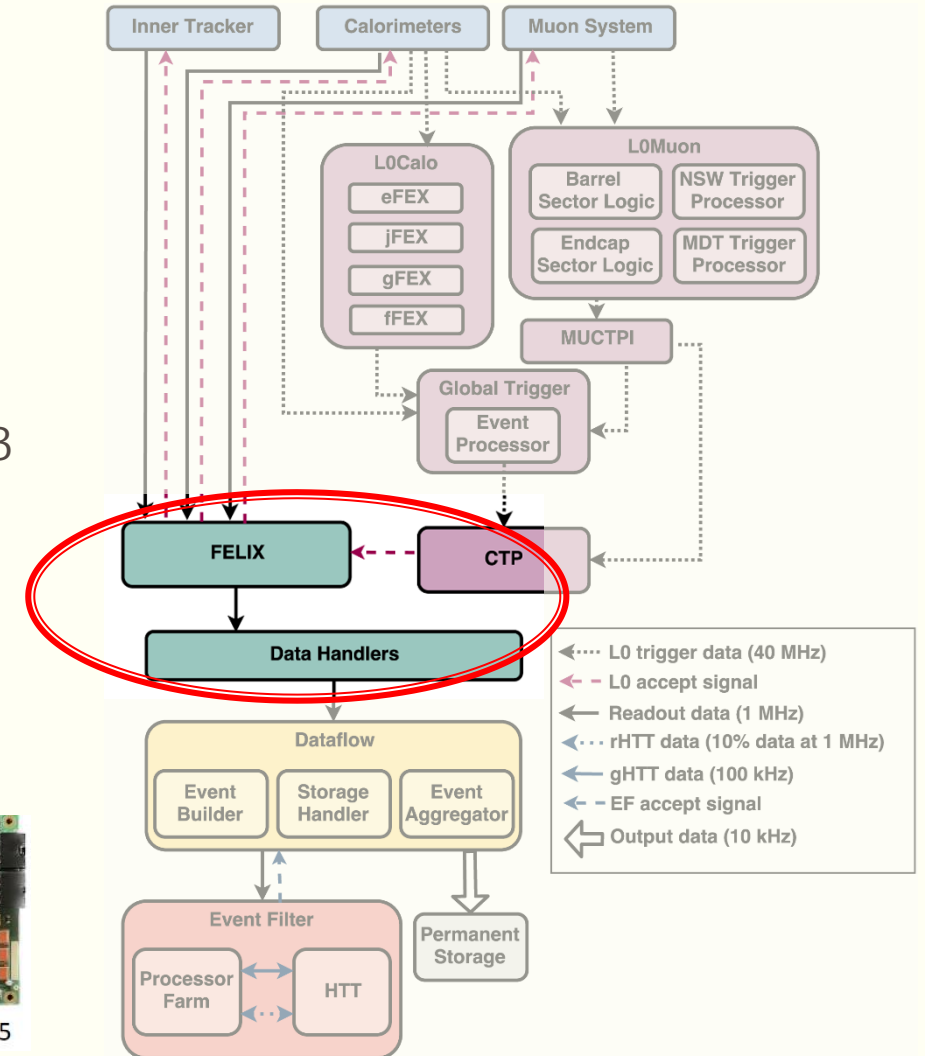 Inner Tracker
Calorimeters
Muon System
L0Calo
eFEX
jFEX
gFEX
fFEX
L0Muon
Barrel
Sector Logic
NSW Trigger
Processor
Endcap
Sector Logic
MDT Trigger
Processor
MUCTPI
Global Trigger
Event
Processor
3
FELIX
CTP
Data Handlers
L0 trigger data (40 MHz)
L0 accept signal
Readout data (1 MHz)
rHTT data (10% data at 1 MHz)
gHTT data (100 kHz)
EF accept signal
Output data (10 kHz)
Dataflow
Event
Builder
Storage
Handler
Event
Aggregator
Event Filter
Processor
Farm
HTT
Permanent
Storage
5